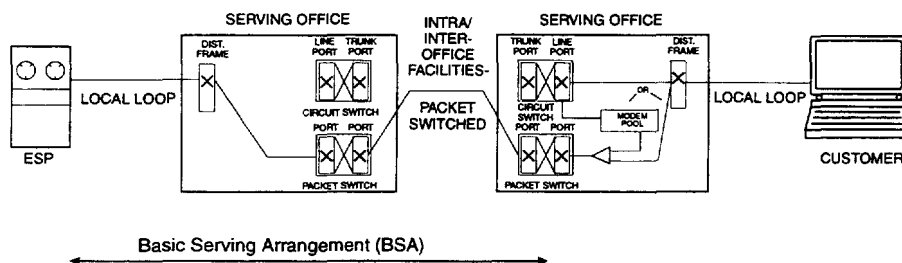 SERVING OFFICE
DIST.
FRAME
LINE
PORT
TRUNK
PORT
CIRCUIT SWITCH
PORT
PORT
PACKET SWITCH
LOCAL LOOP
ESP
INTRA/
INTER-
OFFICE
FACILITIES-
PACKET
SWITCHED
SERVING OFFICE
TRUNK
PORT
LINE
PORT
DIST.
FRAME
CIRCUIT
SWITCH
OR
MODEM
POOL
PORT
PORT
PACKET SWITCH
LOCAL LOOP
CUSTOMER
Basic Serving Arrangement (BSA)